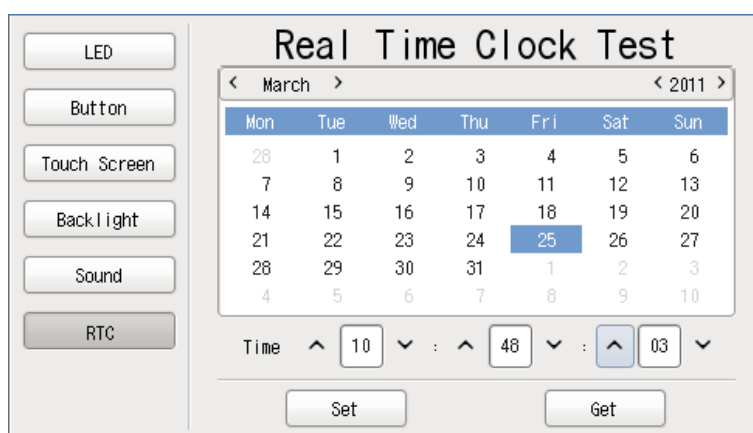 LED
Button
Touch Screen
Backlight
Sound
RTC
Real Time Clock Test
< March > < 2011 >
Mon Tue Wed Thu Fri Sat Sun
28 1 2 3 4 5 6
7 8 9 10 11 12 13
14 15 16 17 18 19 20
21 22 23 24 25 26 27
28 29 30 31 1 2 3
4 5 6 7 8 9 10
Time 10 : 48 : 03
Set Get